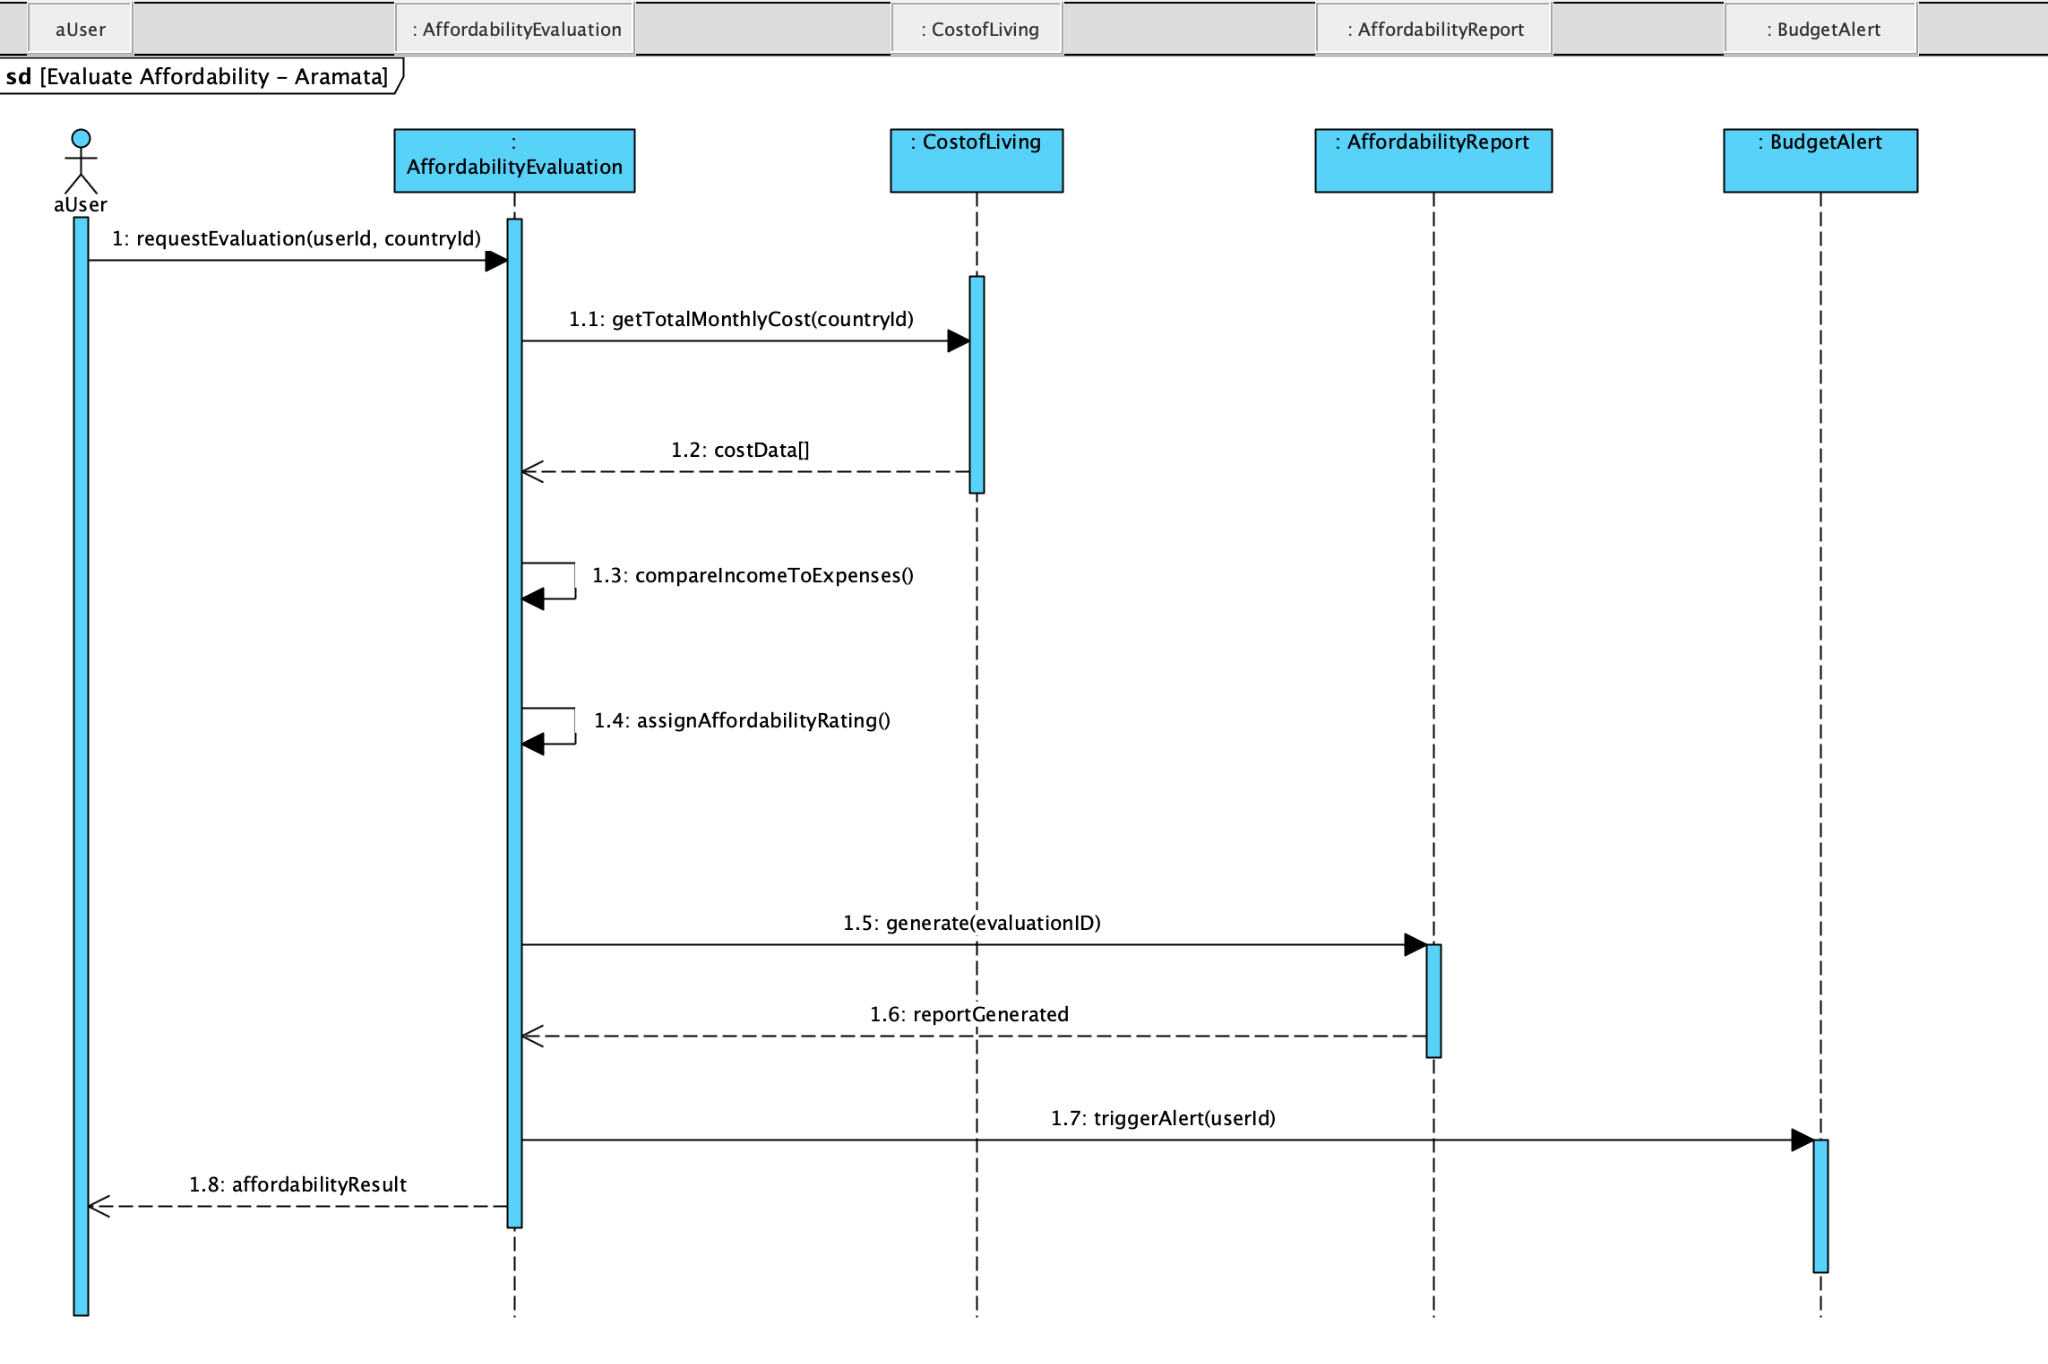 aUser
: AffordabilityEvaluation
: CostofLiving
: AffordabilityReport
: BudgetAlert
sd [Evaluate Affordability – Aramata]
aUser
:
AffordabilityEvaluation
: CostofLiving
: AffordabilityReport
: BudgetAlert
1: requestEvaluation(userId, countryId)
1.1: getTotalMonthlyCost(countryId)
1.2: costData[]
1.3: compareIncomeToExpenses()
1.4: assignAffordabilityRating()
1.5: generate(evaluationID)
1.6: reportGenerated
1.7: triggerAlert(userId)
1.8: affordabilityResult